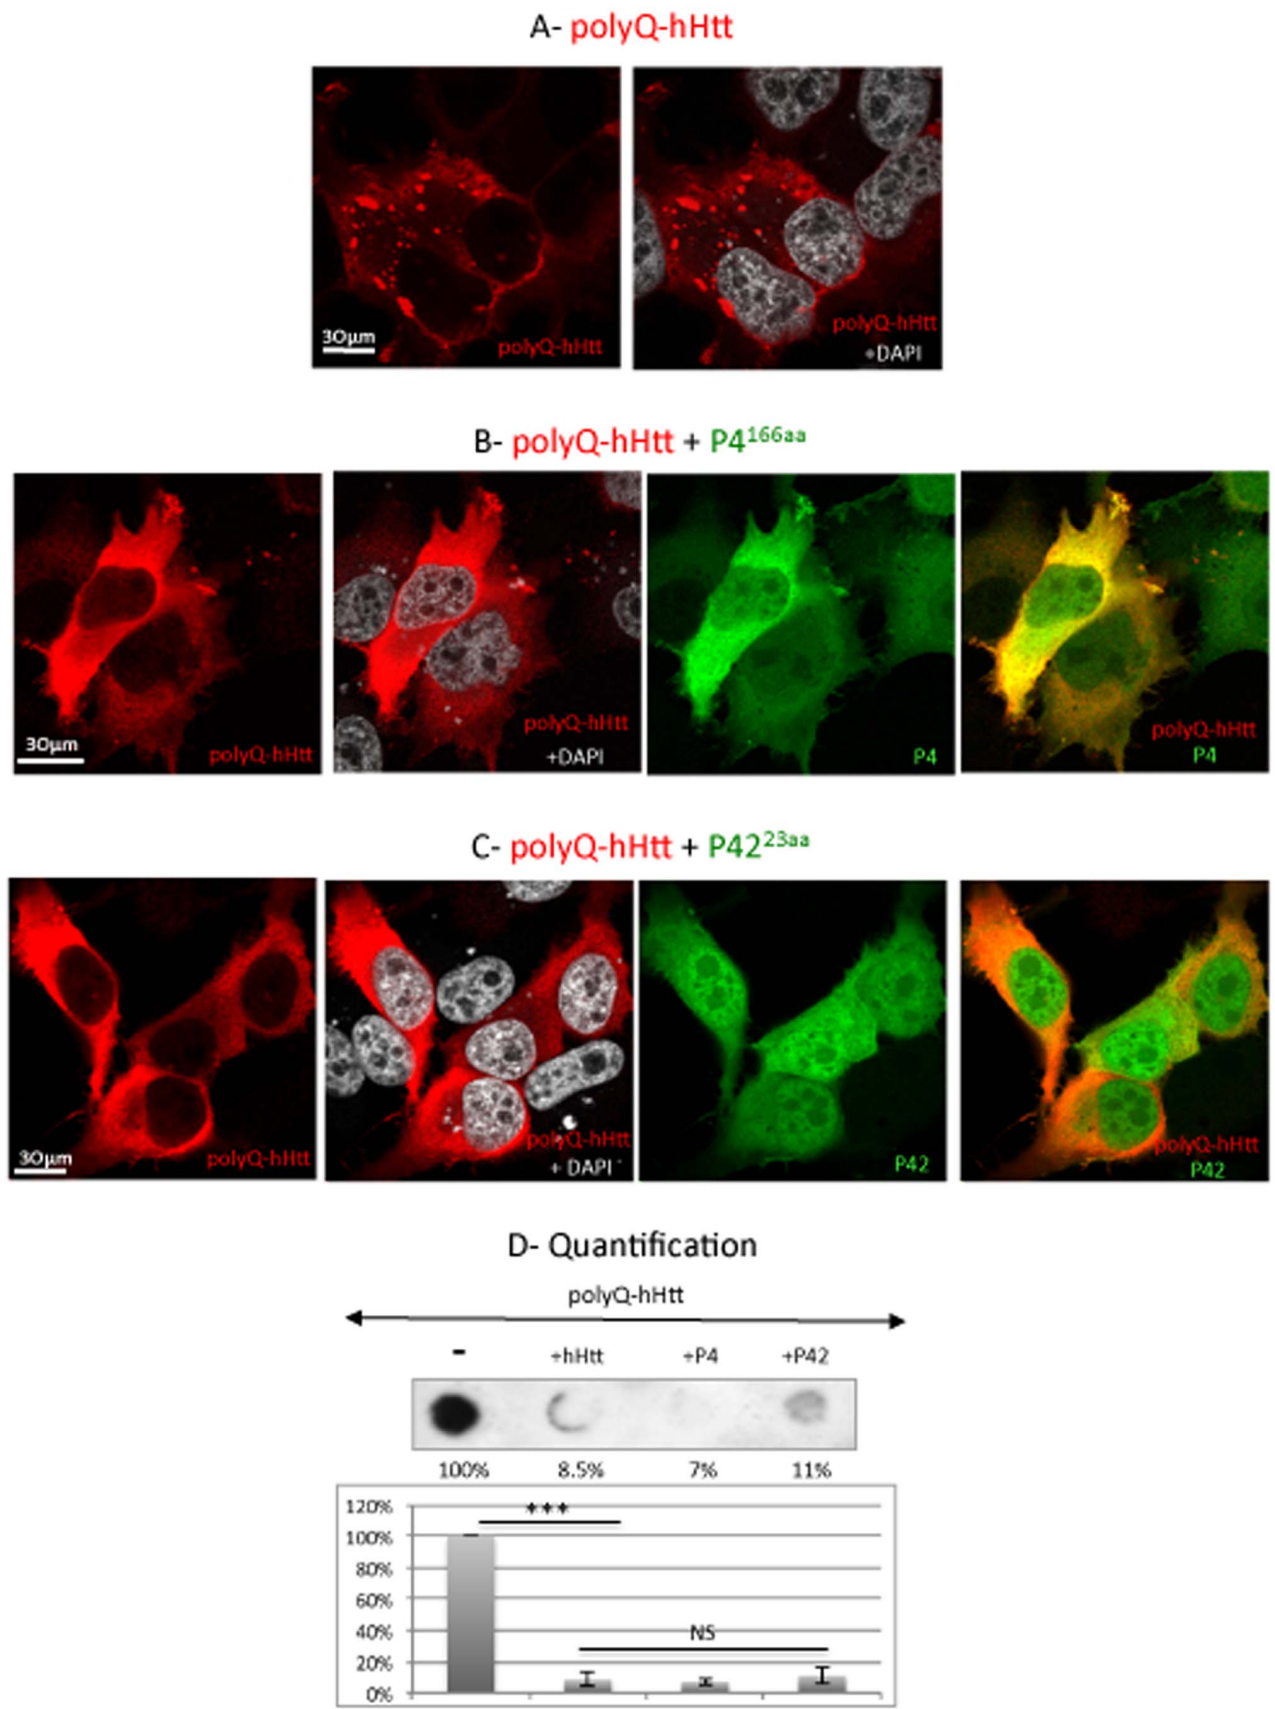 A- polyQ-hHtt
30µm
polyQ-hHtt
polyQ-hHtt
+DAPI
B- polyQ-hHtt + P4166aa
30µm
polyQ-hHtt
polyQ-hHtt
+DAPI
P4
polyQ-hHtt
P4
C- polyQ-hHtt + P4223aa
30µm
polyQ-hHtt
polyQ-hHtt
+ DAPI
P42
polyQ-hHtt
P42
D- Quantification
polyQ-hHtt
- +hHtt +P4 +P42
100% 8.5% 7% 11%
120%
***
100%
80%
60%
40%
NS
20%
0%